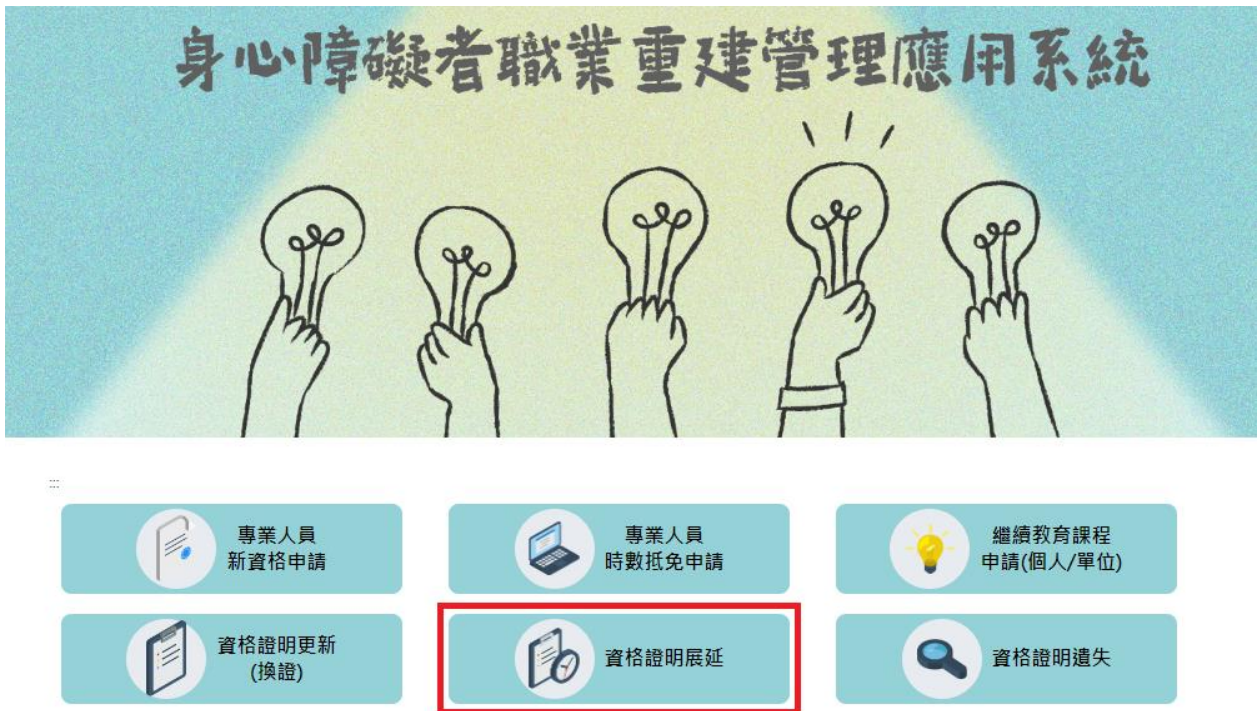 身心障礙者職業重建管理應用系統
:::
專業人員
新資格申請
專業人員
時數抵免申請
繼續教育課程
申請(個人/單位)
資格證明更新
(換證)
資格證明展延
資格證明遺失